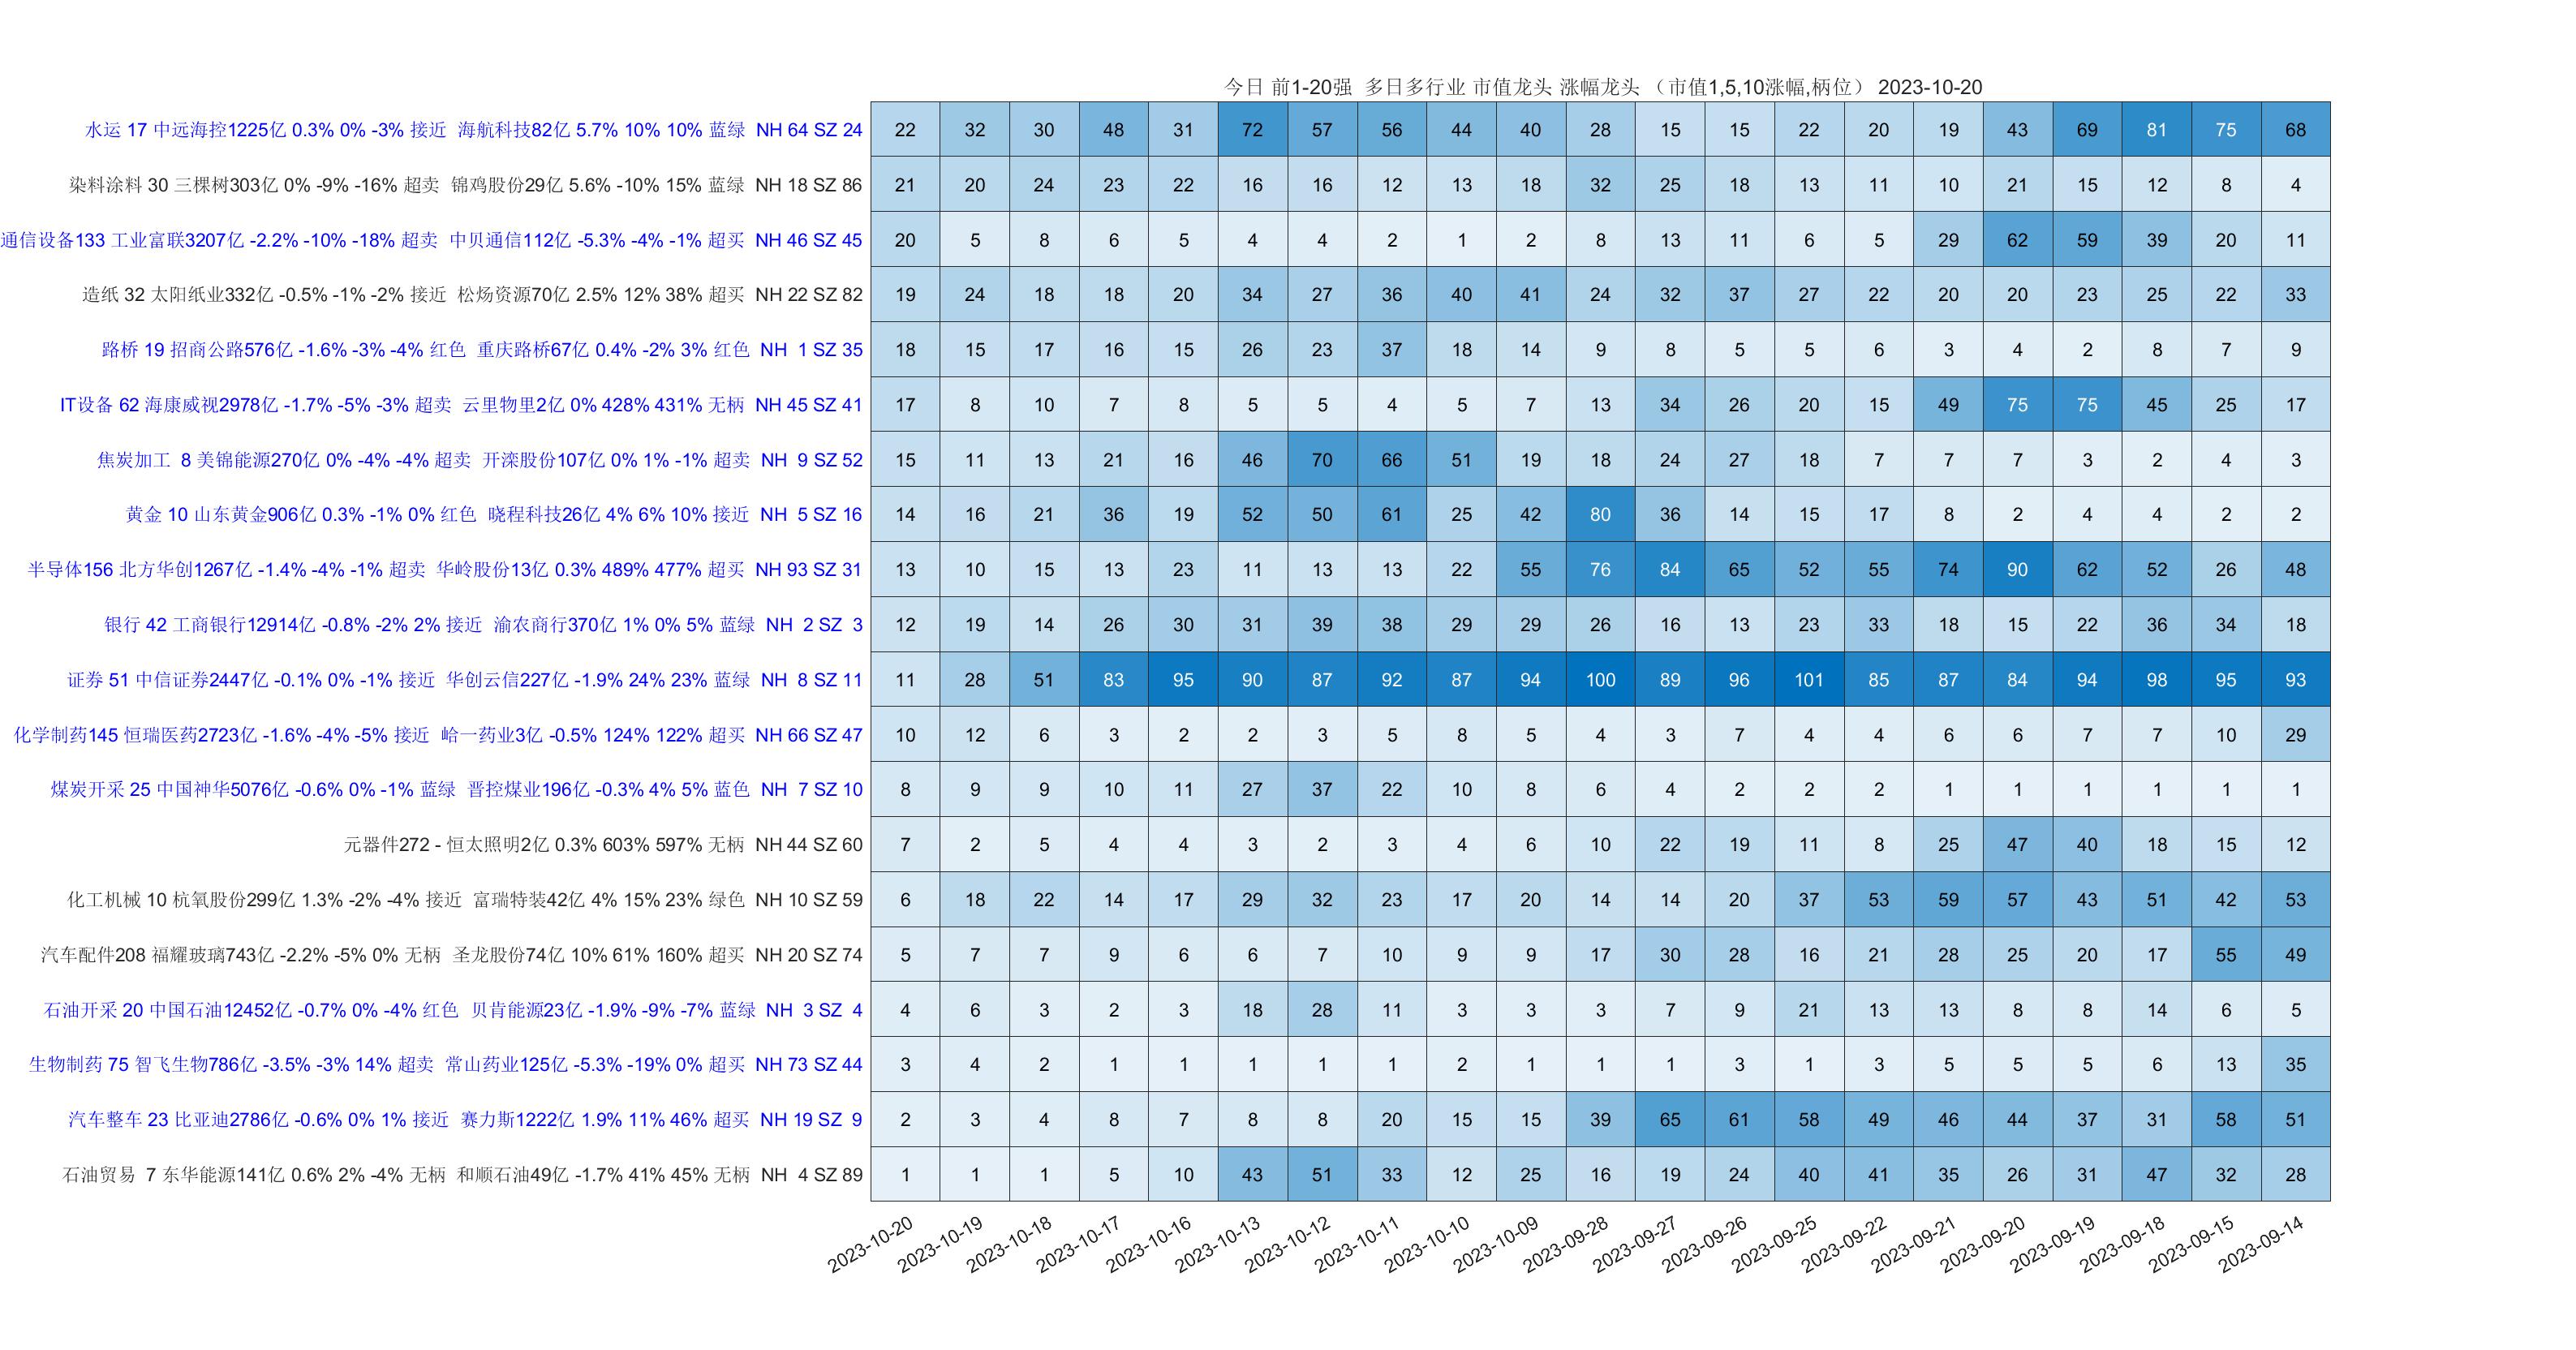 今日 前1-20强 多日多行业 市值龙头 涨幅龙头 （市值1,5,10涨幅,柄位） 2023-10-20
水运 17 中远海控1225亿 0.3% 0% -3% 接近 海航科技82亿 5.7% 10% 10% 蓝绿 NH 64 SZ 24 22 32 30 48 31 72 57 56 44 40 28 15 15 22 20 19 43 69 81 75 68
染料涂料 30 三棵树303亿 0% -9% -16% 超卖 锦鸡股份29亿 5.6% -10% 15% 蓝绿 NH 18 SZ 86 21 20 24 23 22 16 16 12 13 18 32 25 18 13 11 10 21 15 12 8 4
通信设备133 工业富联3207亿 -2.2% -10% -18% 超卖 中贝通信112亿 -5.3% -4% -1% 超买 NH 46 SZ 45 20 5 8 6 5 4 4 2 1 2 8 13 11 6 5 29 62 59 39 20 11
造纸 32 太阳纸业332亿 -0.5% -1% -2% 接近 松炀资源70亿 2.5% 12% 38% 超买 NH 22 SZ 82 19 24 18 18 20 34 27 36 40 41 24 32 37 27 22 20 20 23 25 22 33
路桥 19 招商公路576亿 -1.6% -3% -4% 红色 重庆路桥67亿 0.4% -2% 3% 红色 NH 1 SZ 35 18 15 17 16 15 26 23 37 18 14 9 8 5 5 6 3 4 2 8 7 9
IT设备 62 海康威视2978亿 -1.7% -5% -3% 超卖 云里物里2亿 0% 428% 431% 无柄 NH 45 SZ 41 17 8 10 7 8 5 5 4 5 7 13 34 26 20 15 49 75 75 45 25 17
焦炭加工 8 美锦能源270亿 0% -4% -4% 超卖 开滦股份107亿 0% 1% -1% 超卖 NH 9 SZ 52 15 11 13 21 16 46 70 66 51 19 18 24 27 18 7 7 7 3 2 4 3
黄金 10 山东黄金906亿 0.3% -1% 0% 红色 晓程科技26亿 4% 6% 10% 接近 NH 5 SZ 16 14 16 21 36 19 52 50 61 25 42 80 36 14 15 17 8 2 4 4 2 2
半导体156 北方华创1267亿 -1.4% -4% -1% 超卖 华岭股份13亿 0.3% 489% 477% 超买 NH 93 SZ 31 13 10 15 13 23 11 13 13 22 55 76 84 65 52 55 74 90 62 52 26 48
银行 42 工商银行12914亿 -0.8% -2% 2% 接近 渝农商行370亿 1% 0% 5% 蓝绿 NH 2 SZ 3 12 19 14 26 30 31 39 38 29 29 26 16 13 23 33 18 15 22 36 34 18
证券 51 中信证券2447亿 -0.1% 0% -1% 接近 华创云信227亿 -1.9% 24% 23% 蓝绿 NH 8 SZ 11 11 28 51 83 95 90 87 92 87 94 100 89 96 101 85 87 84 94 98 95 93
化学制药145 恒瑞医药2723亿 -1.6% -4% -5% 接近 峆一药业3亿 -0.5% 124% 122% 超买 NH 66 SZ 47 10 12 6 3 2 2 3 5 8 5 4 3 7 4 4 6 6 7 7 10 29
煤炭开采 25 中国神华5076亿 -0.6% 0% -1% 蓝绿 晋控煤业196亿 -0.3% 4% 5% 蓝色 NH 7 SZ 10 8 9 9 10 11 27 37 22 10 8 6 4 2 2 2 1 1 1 1 1 1
元器件272 - 恒太照明2亿 0.3% 603% 597% 无柄 NH 44 SZ 60 7 2 5 4 4 3 2 3 4 6 10 22 19 11 8 25 47 40 18 15 12
化工机械 10 杭氧股份299亿 1.3% -2% -4% 接近 富瑞特装42亿 4% 15% 23% 绿色 NH 10 SZ 59 6 18 22 14 17 29 32 23 17 20 14 14 20 37 53 59 57 43 51 42 53
汽车配件208 福耀玻璃743亿 -2.2% -5% 0% 无柄 圣龙股份74亿 10% 61% 160% 超买 NH 20 SZ 74 5 7 7 9 6 6 7 10 9 9 17 30 28 16 21 28 25 20 17 55 49
石油开采 20 中国石油12452亿 -0.7% 0% -4% 红色 贝肯能源23亿 -1.9% -9% -7% 蓝绿 NH 3 SZ 4 4 6 3 2 3 18 28 11 3 3 3 7 9 21 13 13 8 8 14 6 5
生物制药 75 智飞生物786亿 -3.5% -3% 14% 超卖 常山药业125亿 -5.3% -19% 0% 超买 NH 73 SZ 44 3 4 2 1 1 1 1 1 2 1 1 1 3 1 3 5 5 5 6 13 35
汽车整车 23 比亚迪2786亿 -0.6% 0% 1% 接近 赛力斯1222亿 1.9% 11% 46% 超买 NH 19 SZ 9 2 3 4 8 7 8 8 20 15 15 39 65 61 58 49 46 44 37 31 58 51
石油贸易 7 东华能源141亿 0.6% 2% -4% 无柄 和顺石油49亿 -1.7% 41% 45% 无柄 NH 4 SZ 89 1 1 1 5 10 43 51 33 12 25 16 19 24 40 41 35 26 31 47 32 28
2023-10-20 2023-10-19 2023-10-18 2023-10-17 2023-10-16 2023-10-13 2023-10-12 2023-10-11 2023-10-10 2023-10-09 2023-09-28 2023-09-27 2023-09-26 2023-09-25 2023-09-22 2023-09-21 2023-09-20 2023-09-19 2023-09-18 2023-09-15 2023-09-14